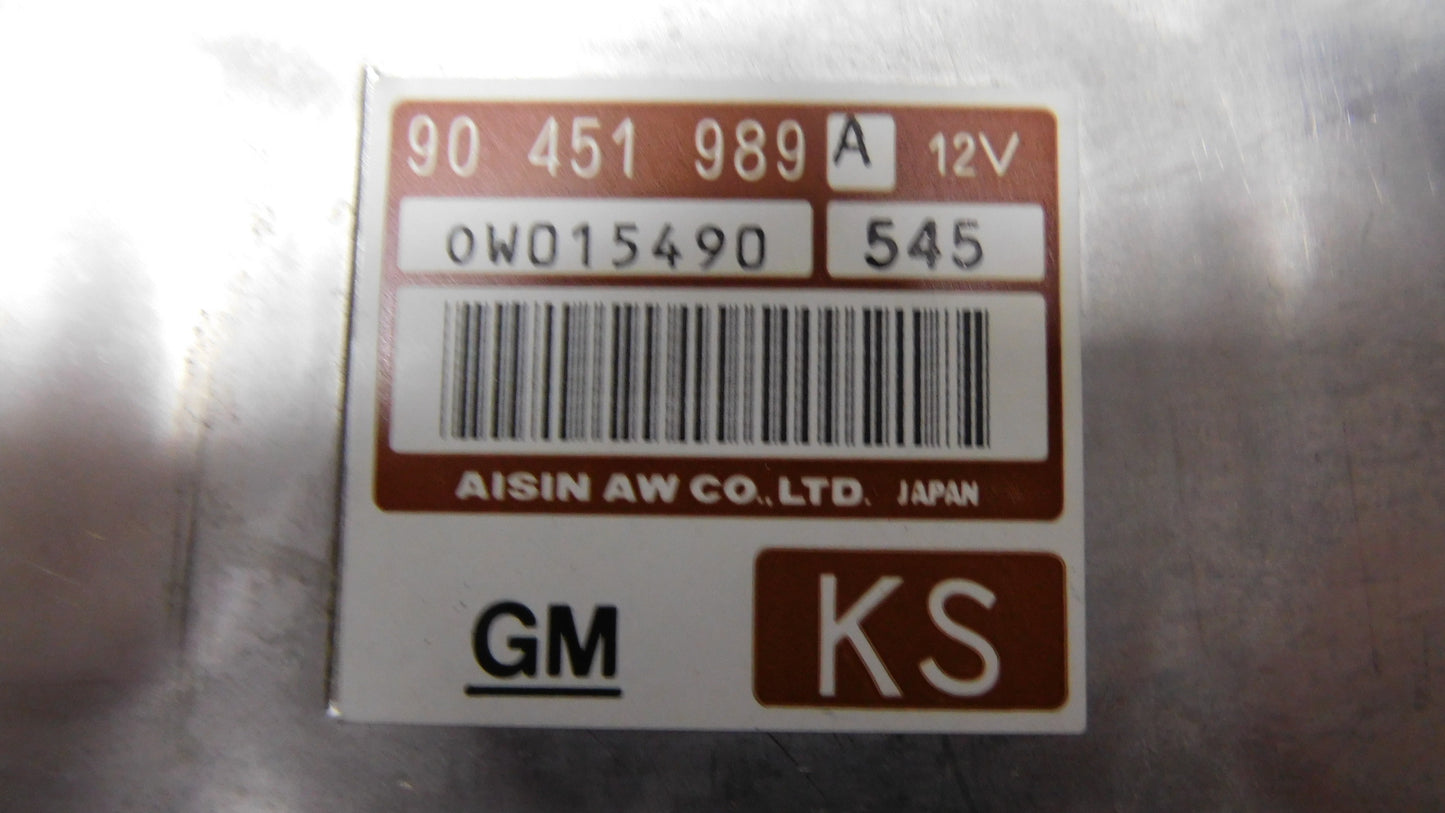 90 451 989 A 12V
0W015490 545
AISIN AW CO.,LTD. JAPAN
GM KS